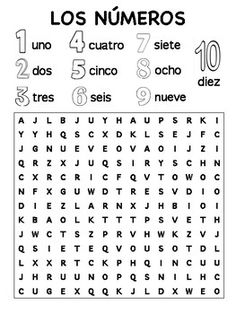 LOS NÚMEROS
1 uno 4 cuatro 7 siete 10 diez
2 dos 5 cinco 8 ocho
3 tres 6 seis 9 nueve
A J L B J U Y H A U P S R K I
Y Y H Q S C X D K L S E J F C
J G N U E V E O V A O I J Z I
Q R Z X J U Q S I R Y S C H N
C X R C R I C F Q V T O W O C
N F X G U W D T R E S V D I O
D I E Z L A R N X J H B I O I
K B A O L K T T T P S V E T H
J W C T S Z P R V H W K Z V J
Q S I E T E Q V O U S O T D L
L X X R T C K P H Q I N C U U
J H R U U N O P Q S N I L H C
C U G E X Q Q K J L D X W E O